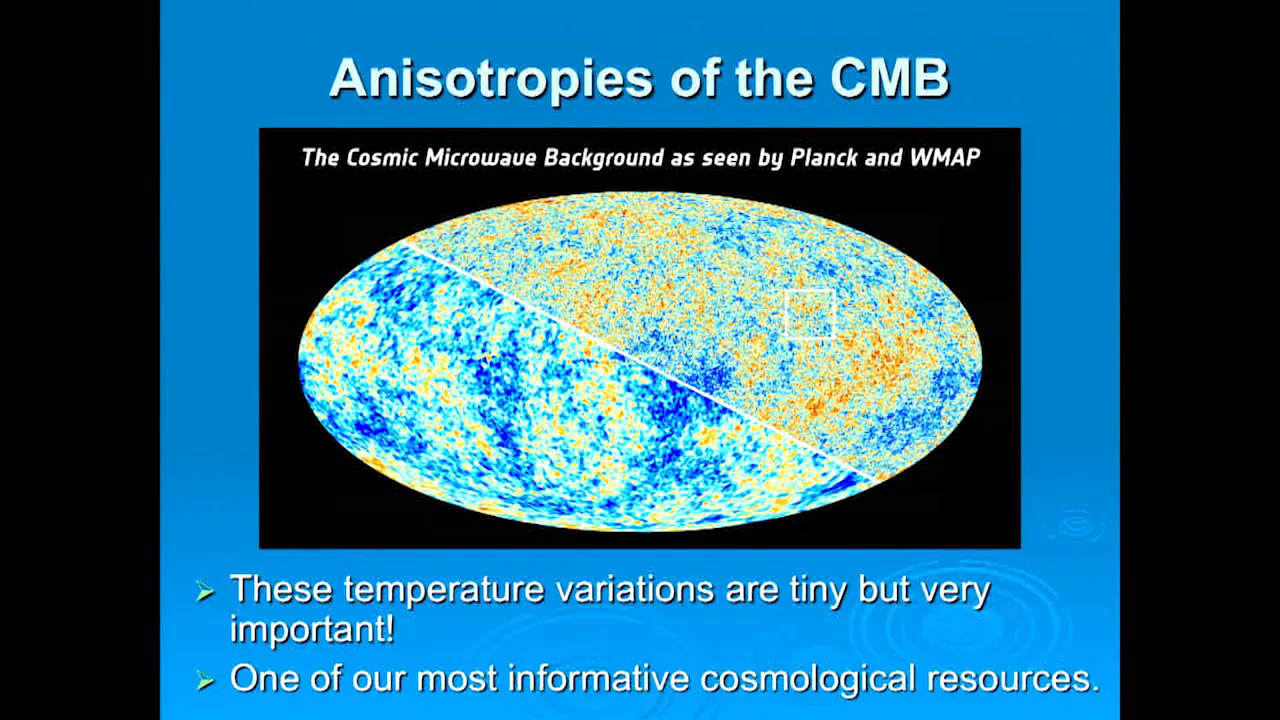 Anisotropies of the CMB
The Cosmic Microwave Background as seen by Planck and WMAP
These temperature variations are tiny but very
important!
One of our most informative cosmological resources.